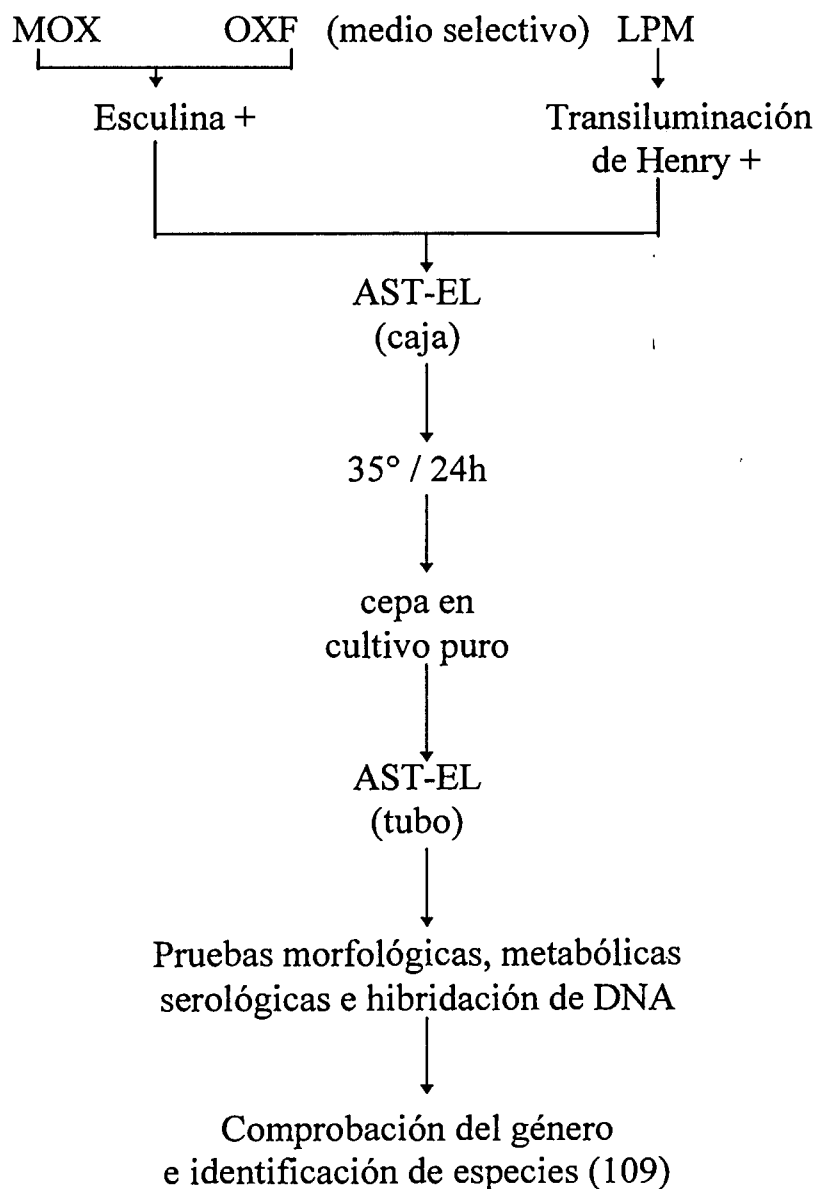 MOX OXF (medio selectivo) LPM
Esculina +
Transiluminación
de Henry +
AST-EL
(caja)
35° / 24h
cepa en
cultivo puro
AST-EL
(tubo)
Pruebas morfológicas, metabólicas
serológicas e hibridación de DNA
Comprobación del género
e identificación de especies (109)